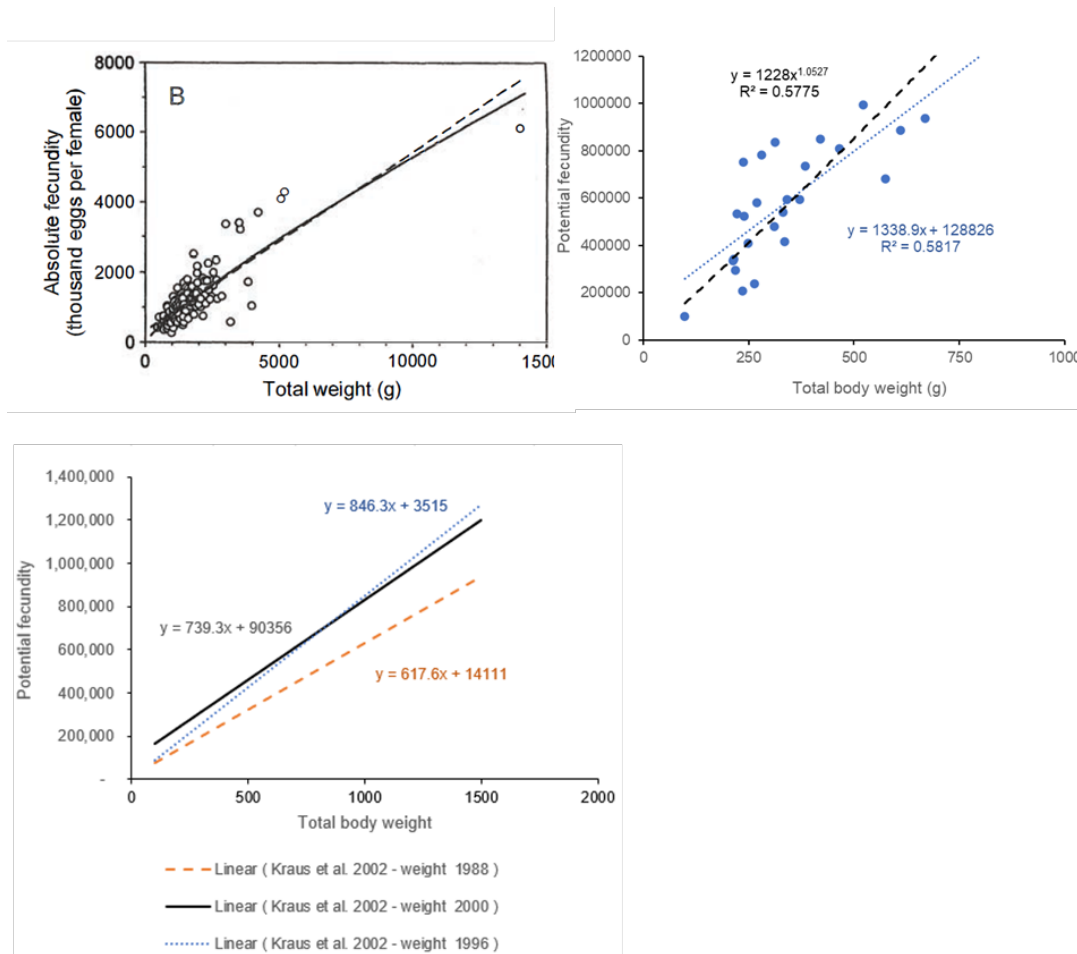 8000
6000
4000
2000
0
B
Absolute fecundity
(thousand eggs per female)
0
5000
10000
1500
Total weight (g)
1200000
1000000
800000
600000
400000
200000
0
Potential fecundity
y = 1228x^1.0527
R² = 0.5775
y = 1338.9x + 128826
R² = 0.5817
0
250
500
750
1000
Total body weight (g)
1,400,000
1,200,000
1,000,000
800,000
600,000
400,000
200,000
-
Potential fecundity
y = 846.3x + 3515
y = 739.3x + 90356
y = 617.6x + 14111
0
500
1000
1500
2000
Total body weight
Linear ( Kraus et al. 2002 - weight 1988 )
Linear ( Kraus et al. 2002 - weight 2000 )
Linear ( Kraus et al. 2002 - weight 1996 )